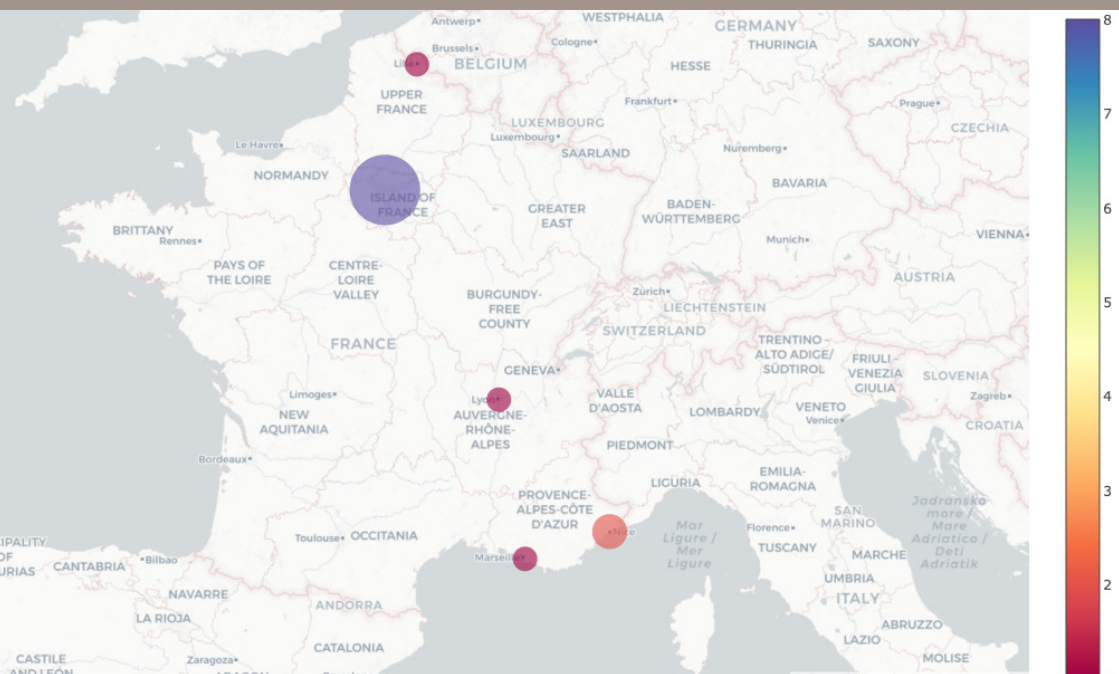 Antwerp
WESTPHALIA
GERMANY
Brussels
Cologne
THURINGIA
SAXONY
BELGIUM
HESSE
UPPER
FRANCE
Frankfurt
Prague
LUXEMBOURG
Luxembourg
CZECHIA
Le Havre
SAARLAND
Nuremberg
NORMANDY
BAVARIA
ISLAND OF
FRANCE
GREATER
EAST
BADEN-
WÜRTTEMBERG
BRITTANY
Rennes
Munich
VIENNA
PAYS OF
THE LOIRE
CENTRE-
LOIRE
VALLEY
AUSTRIA
Zürich
BURGUNDY-
FREE
COUNTY
LIECHTENSTEIN
SWITZERLAND
FRANCE
TRENTINO -
ALTO ADIGE/
SÜDTIROL
FRIULI -
VENEZIA
GIULIA
GENEVA
SLOVENIA
Limoges
Lyon
VALLE
D'AOSTA
Zagreb
NEW
AQUITANIA
AUVERGNE-
RHÔNE-
ALPES
LOMBARDY
VENETO
Venice
CROATIA
PIEDMONT
Bordeaux
LIGURIA
EMILIA-
ROMAGNA
PROVENCE-
ALPES-CÔTE
D'AZUR
SAN
MARINO
Jadransko
more /
Mare
Adriatico /
Deti
Adriatik
Mar
Ligure /
Mer
Ligure
Nice
Florence
Toulouse
OCCITANIA
TUSCANY
MARCHE
IPALITY
OF
URIAS
CANTABRIA
Bilbao
Marseille
UMBRIA
NAVARRE
ANDORRA
ITALY
LA RIOJA
ABRUZZO
CATALONIA
LAZIO
CASTILE
AND LEÓN
Zaragoza
MOLISE
8
7
6
5
4
3
2